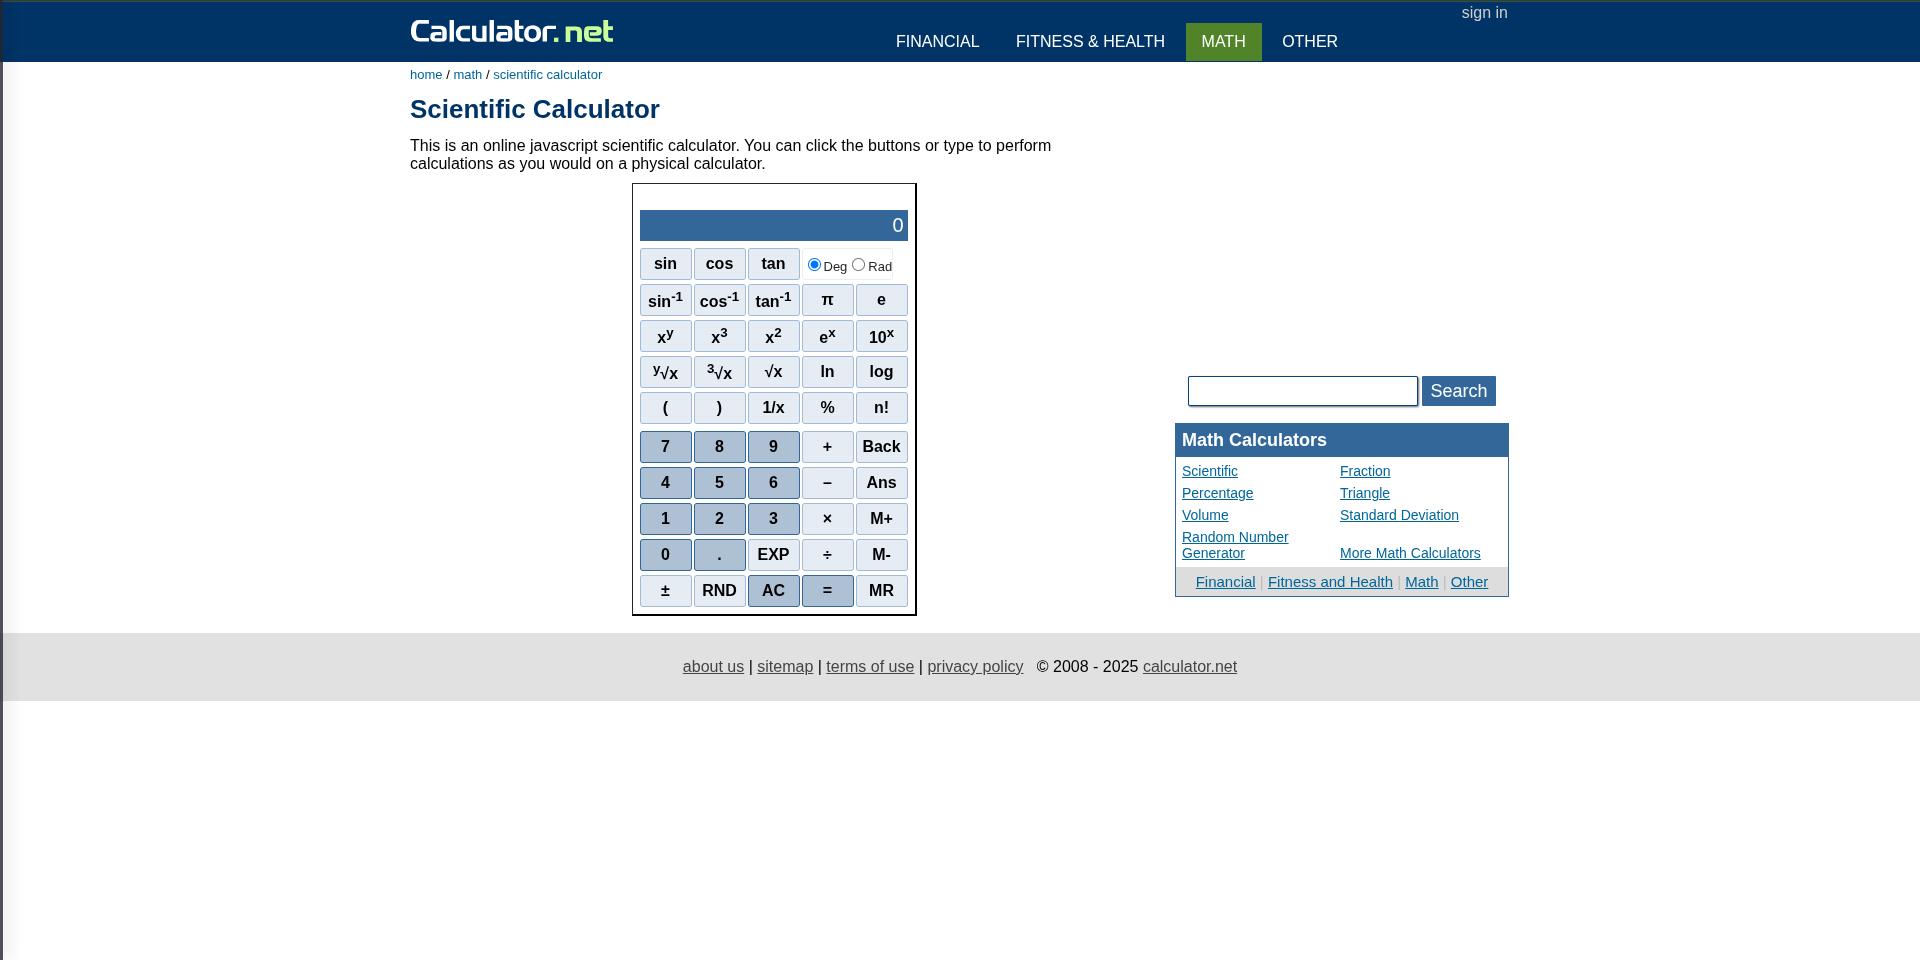 sign in
Calculator.net
FINANCIAL FITNESS & HEALTH MATH OTHER
home / math / scientific calculator
Scientific Calculator
This is an online javascript scientific calculator. You can click the buttons or type to perform
calculations as you would on a physical calculator.
0
sin cos tan Deg Rad
sin⁻¹ cos⁻¹ tan⁻¹ π e
xʸ x³ x² eˣ 10ˣ
ʸ√x ³√x √x ln log
( ) 1/x % n!
7 8 9 + Back
4 5 6 – Ans
1 2 3 × M+
0 . EXP ÷ M-
± RND AC = MR
Search
Math Calculators
Scientific Fraction
Percentage Triangle
Volume Standard Deviation
Random Number
Generator More Math Calculators
Financial | Fitness and Health | Math | Other
about us | sitemap | terms of use | privacy policy © 2008 - 2025 calculator.net